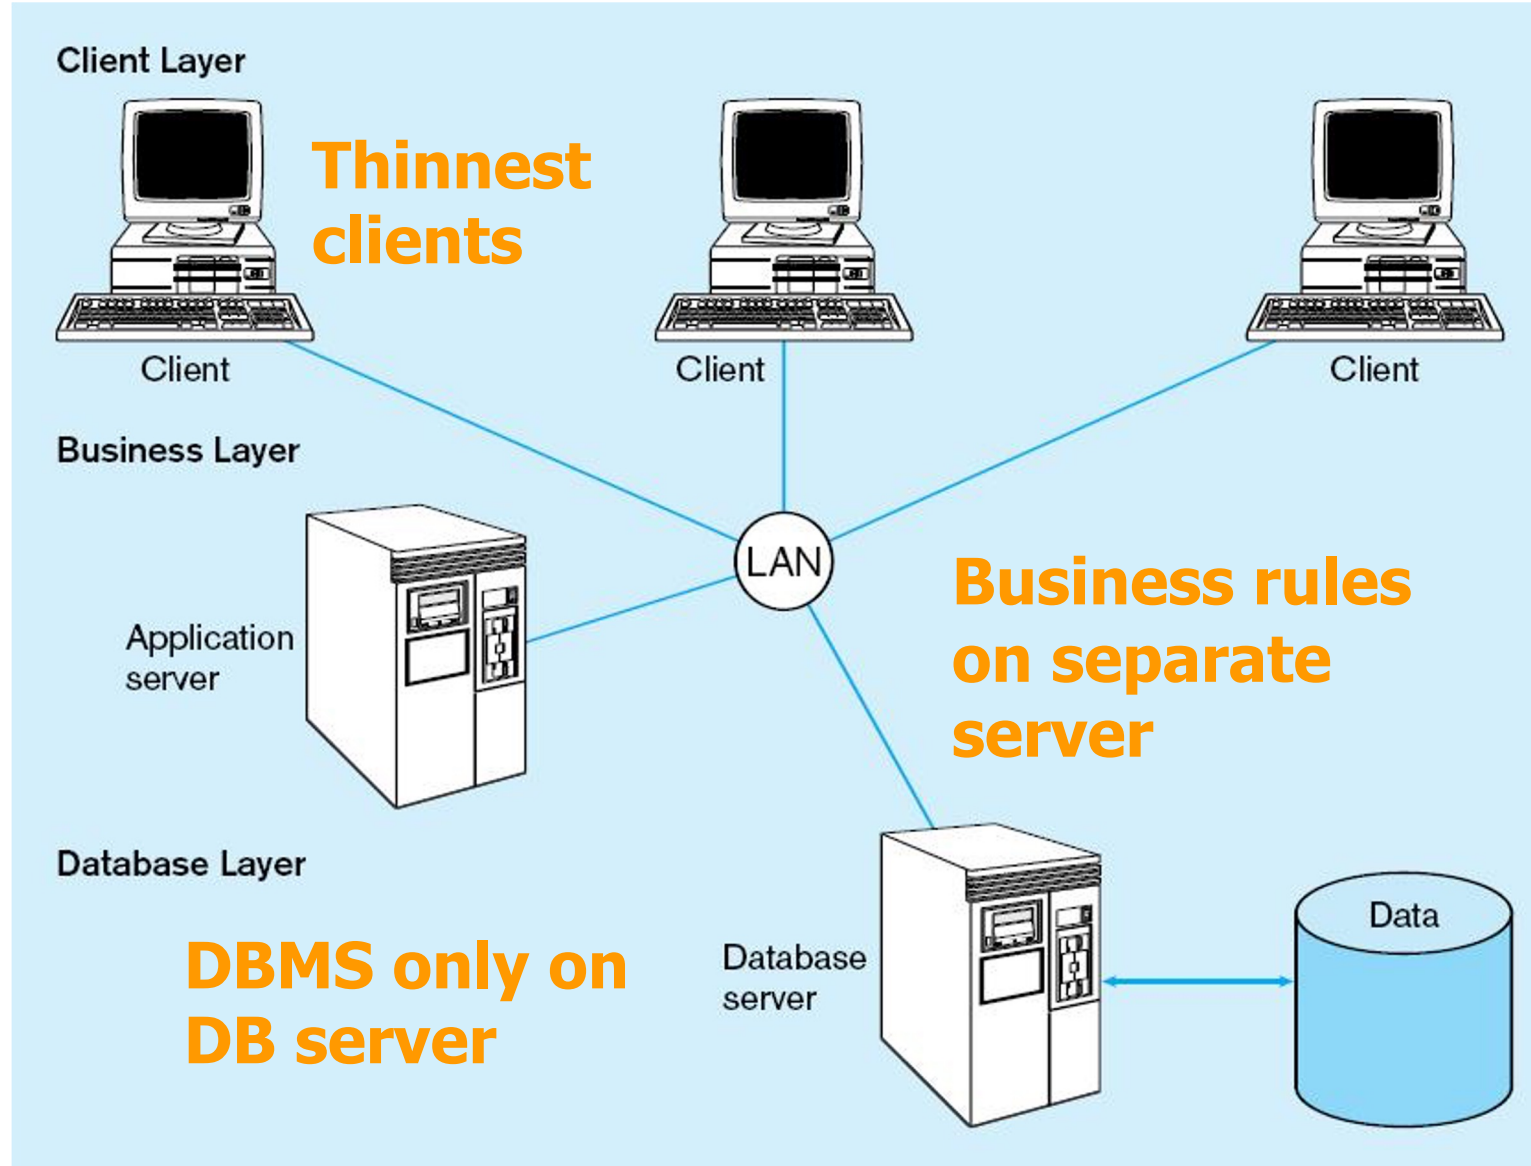 Client Layer
Thinnest
clients
Client
Client
Client
Business Layer
LAN
Application
server
Business rules
on separate
server
Database Layer
Data
DBMS only on
DB server
Database
server